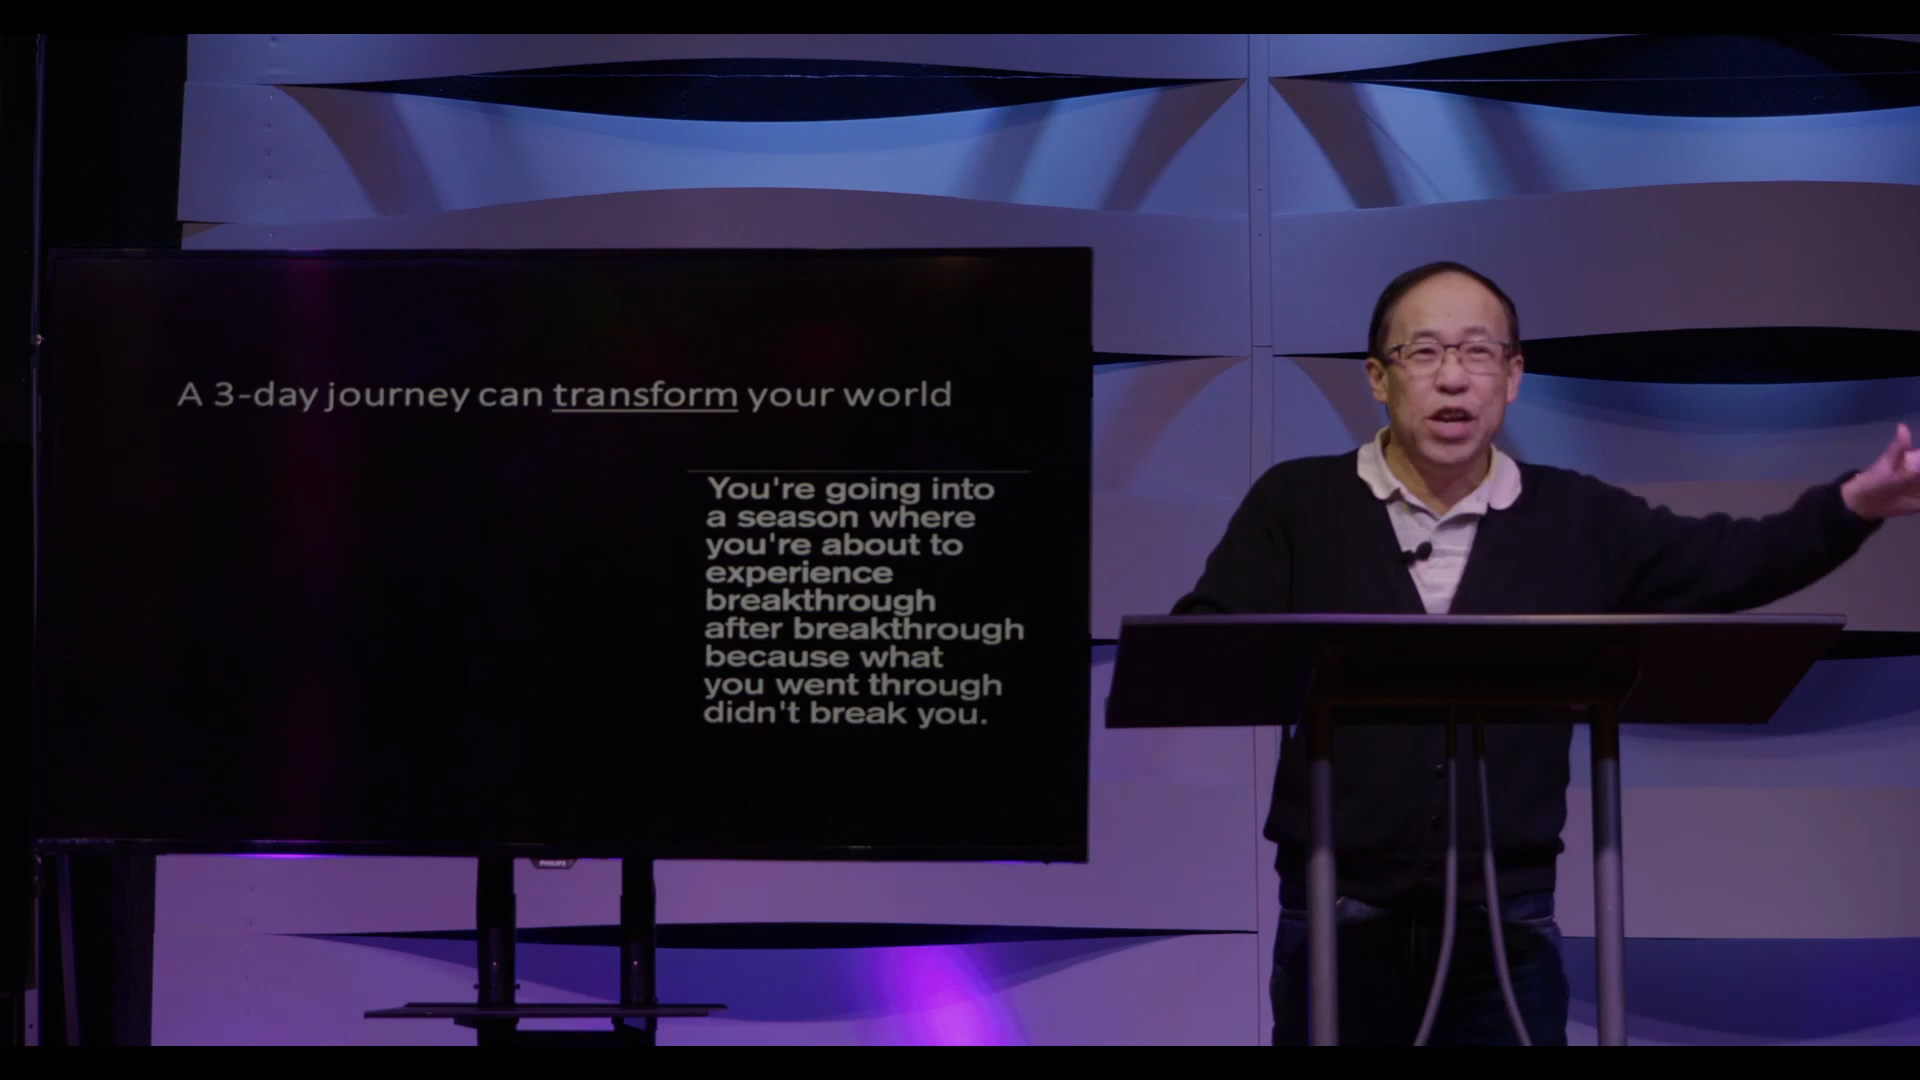 A 3-day journey can transform your world
You're going into
a season where
you're about to
experience
breakthrough
after breakthrough
because what
you went through
didn't break you.
PHILIPS